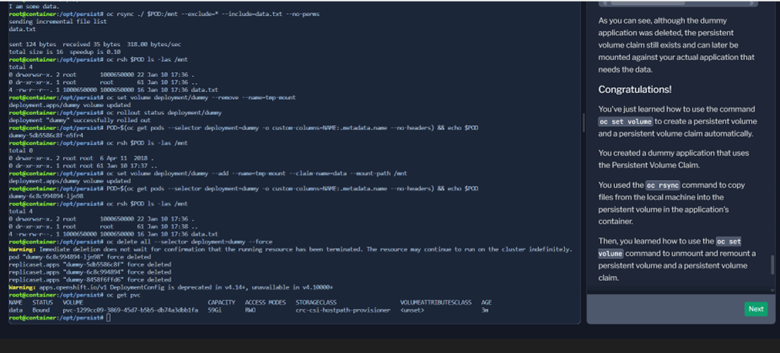 I am some data.
root@container:/opt/persist# oc rsync ./ $POD:/mnt --exclude=* --include=data.txt --no-perms
sending incremental file list
data.txt
sent 124 bytes received 35 bytes 318.00 bytes/sec
total size is 16 speedup is 0.10
root@container:/opt/persist# oc rsh $POD ls -las /mnt
total 4
0 drwxrwsr-x. 2 root 1000650000 22 Jan 10 17:36 .
0 dr-xr-xr-x. 1 root root 61 Jan 10 17:36 ..
4 -rw-r--r--. 1 1000650000 1000650000 16 Jan 10 17:36 data.txt
root@container:/opt/persist# oc set volume deployment/dummy --remove --name=tmp-mount
deployment.apps/dummy volume updated
root@container:/opt/persist# oc rollout status deployment/dummy
deployment "dummy" successfully rolled out
root@container:/opt/persist# POD=$(oc get pods --selector deployment=dummy -o custom-columns=NAME:.metadata.name --no-headers) && echo $POD
root@container:/opt/persist# oc rsh $POD ls -las /mnt
total 0
0 drwxr-xr-x. 2 root root 6 Apr 11 2018 .
0 dr-xr-xr-x. 1 root root 61 Jan 10 17:37 ..
root@container:/opt/persist# oc set volume deployment/dummy --add --name=tmp-mount --claim-name=data --mount-path /mnt
deployment.apps/dummy volume updated
root@container:/opt/persist# POD=$(oc get pods --selector deployment=dummy -o custom-columns=NAME:.metadata.name --no-headers) && echo $POD
dummy-6c8c994894-lje98
root@container:/opt/persist# oc rsh $POD ls -las /mnt
total 4
0 drwxrwsr-x. 2 root 1000650000 22 Jan 10 17:36 .
0 dr-xr-xr-x. 1 root root 61 Jan 10 17:38 ..
4 -rw-r--r--. 1 1000650000 1000650000 16 Jan 10 17:36 data.txt
root@container:/opt/persist# oc delete all --selector deployment=dummy --force
Warning: Immediate deletion does not wait for confirmation that the running resource has been terminated. The resource may continue to run on the cluster indefinitely.
pod "dummy-6c8c994894-lje98" force deleted
replicaset.apps "dummy-5db5586c8f" force deleted
replicaset.apps "dummy-6c8c994894" force deleted
replicaset.apps "dummy-8458f6ffd6" force deleted
Warning: apps.openshift.io/v1 DeploymentConfig is deprecated in v4.14+, unavailable in v4.10000+
root@container:/opt/persist# oc get pvc
NAME STATUS VOLUME CAPACITY ACCESS MODES STORAGECLASS VOLUMEATTRIBUTESCLASS AGE
data Bound pvc-1299cc09-3869-45d7-b5b5-db74a3dbb1fa 59Gi RWO crc-csi-hostpath-provisioner <unset> 3m
root@container:/opt/persist#
As you can see, although the dummy
application was deleted, the persistent
volume claim still exists and can later be
mounted against your actual application that
needs the data.
Congratulations!
You've just learned how to use the command
oc set volume to create a persistent volume and
a persistent volume claim automatically.
You created a dummy application that uses
the Persistent Volume Claim.
You used the oc rsync command to copy
files from the local machine into the
persistent volume in the application's
container.
Then, you learned how to use the oc set
volume command to unmount and remount a
persistent volume and a persistent volume
claim.
Next